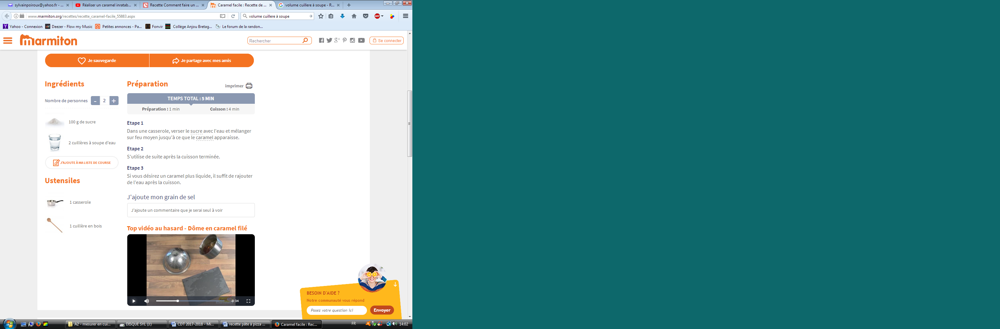 sylvainpoiroux@yahoo.fr - ...
Réaliser un caramel inratab...
Recette Comment faire un ...
Caramel facile : Recette de ...
volume cuillere à soupe - R...
www.marmiton.org/recettes/recette_caramel-facile_55883.aspx
volume cuillere à soupe
ABP
Yahoo - Connexion
Deezer - Flow my Music
Petites annonces - Pa...
Fonvir
Collège Anjou Bretag...
Le forum de la randon...
marmiton
Rechercher
Se connecter
Je sauvegarde
Je partage avec mes amis
Ingrédients
Nombre de personnes
- 2 +
100 g de sucre
2 cuillères à soupe d'eau
J'AJOUTE À MA LISTE DE COURSE
Ustensiles
1 casserole
1 cuillère en bois
Préparation
imprimer
TEMPS TOTAL : 5 MIN
Préparation : 1 min
Cuisson : 4 min
Etape 1
Dans une casserole, verser le sucre avec l'eau et mélanger
sur feu moyen jusqu'à ce que le caramel apparaisse.
Etape 2
S'utilise de suite après la cuisson terminée.
Etape 3
Si vous désirez un caramel plus liquide, il suffit de rajouter
de l'eau après la cuisson.
J'ajoute mon grain de sel
J'ajoute un commentaire que je serai seul à voir
Top vidéo au hasard - Dôme en caramel filé
-0:34
BESOIN D'AIDE ?
Notre communauté vous répond
Posez votre question ici
Envoyer
A2 - mesurer en cui...
DISQUE SYL (J:)
CDT 2017-2018 - Mi...
recette pâte à pizza ...
Caramel facile : Rec...
FR
14:02